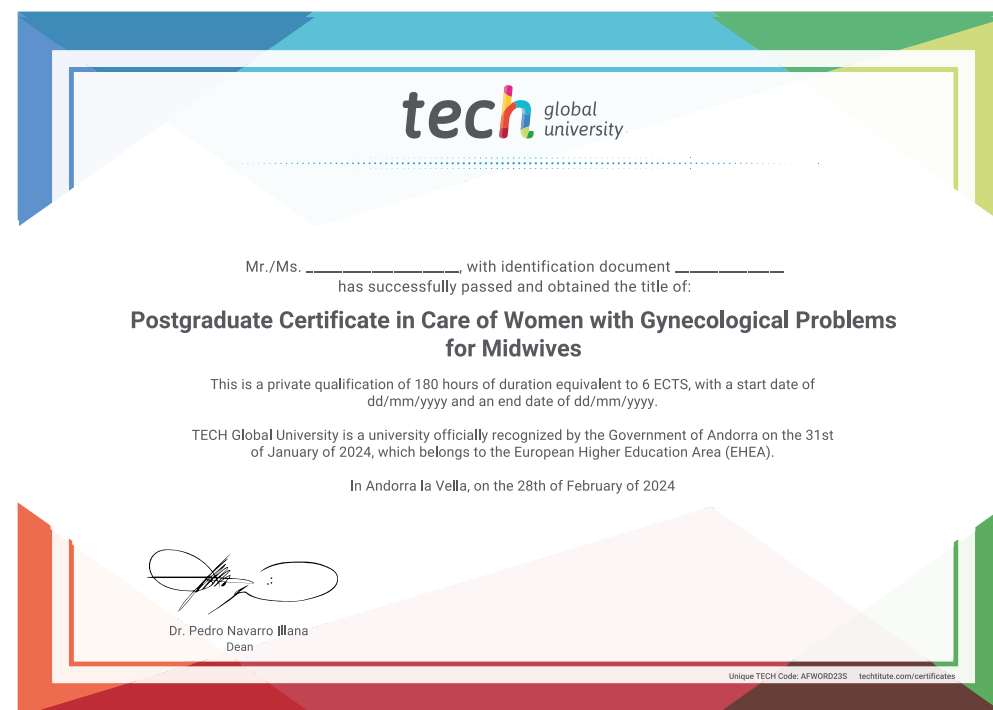 tech global
university
Mr./Ms. ____________________, with identification document ______________
has successfully passed and obtained the title of:
Postgraduate Certificate in Care of Women with Gynecological Problems
for Midwives
This is a private qualification of 180 hours of duration equivalent to 6 ECTS, with a start date of
dd/mm/yyyy and an end date of dd/mm/yyyy.
TECH Global University is a university officially recognized by the Government of Andorra on the 31st
of January of 2024, which belongs to the European Higher Education Area (EHEA).
In Andorra la Vella, on the 28th of February of 2024
Dr. Pedro Navarro Illana
Dean
Unique TECH Code: AFWORD23S techtitute.com/certificates